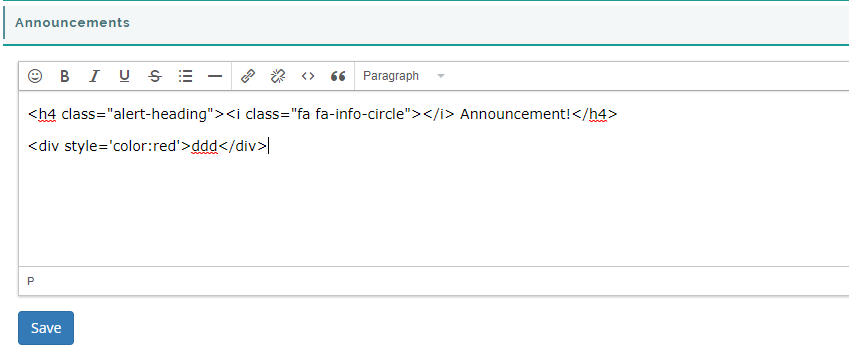 Announcements
B I U S Paragraph
<h4 class="alert-heading"><i class="fa fa-info-circle"></i> Announcement!</h4>
<div style='color:red'>ddd</div>
P
Save